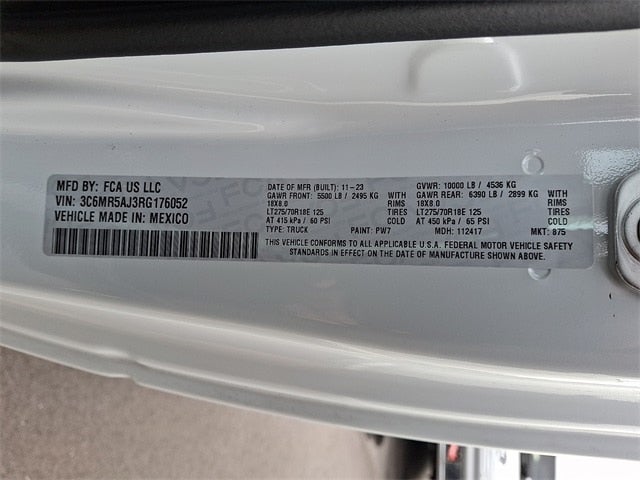 MFD BY: FCA US LLC
VIN: 3C6MR5AJ3RG176052
VEHICLE MADE IN: MEXICO
DATE OF MFR (BUILT): 11-23 GVWR: 10000 LB / 4536 KG
GAWR FRONT: 5500 LB / 2495 KG WITH GAWR REAR: 6390 LB / 2899 KG WITH
18X8.0 RIMS 18X8.0 RIMS
LT275/70R18E 125 TIRES LT275/70R18E 125 TIRES
AT 415 kPa / 60 PSI COLD AT 450 kPa / 65 PSI COLD
TYPE: TRUCK PAINT: PW7 MDH: 112417 MKT: 875
THIS VEHICLE CONFORMS TO ALL APPLICABLE U.S.A. FEDERAL MOTOR VEHICLE SAFETY
STANDARDS IN EFFECT ON THE DATE OF MANUFACTURE SHOWN ABOVE.